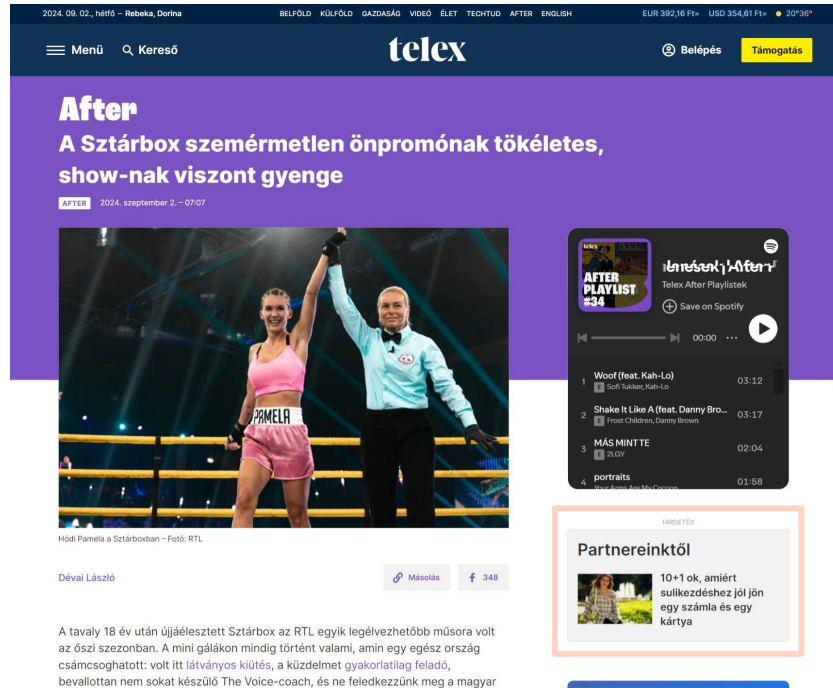 2024. 09. 02., hétfő – Rebeka, Dorina
BELFÖLD KÜLFÖLD GAZDASÁG VIDEÓ ÉLET TECHTUD AFTER ENGLISH
EUR 392,16 Ft= USD 354,61 Ft= 20°36°
Menü
Kereső
telex
Belépés
Támogatás
After
A Sztárbox szemérmetlen önpromónak tökéletes,
show-nak viszont gyenge
AFTER 2024. szeptember 2. – 07:07
PAMELA
Hódi Pamela a Sztárboxban – Fotó: RTL
Dévai László
Másolás
348
A tavaly 18 év után újjáélesztett Sztárbox az RTL egyik legélvezhetőbb műsora volt
az őszi szezonban. A mini gálákon mindig történt valami, amin egy egész ország
csámcsoghatott: volt itt látványos kiütés, a küzdelmet gyakorlatilag feladó,
bevallottan nem sokat készülő The Voice-coach, és ne feledkezzünk meg a magyar
telex
AFTER
PLAYLIST
#34
Telex After Playlistek
Save on Spotify
00:00
1 Woof (feat. Kah-Lo) 03:12
E Sofi Tukker, Kah-Lo
2 Shake It Like A (feat. Danny Bro... 03:17
E Frost Children, Danny Brown
3 MÁS MINT TE 02:04
E 2LGY
4 portraits 01:58
Your Arms Are My Cocoon
HIRDETÉS
Partnereinktől
10+1 ok, amiért
sulikezdéshez jól jön
egy számla és egy
kártya